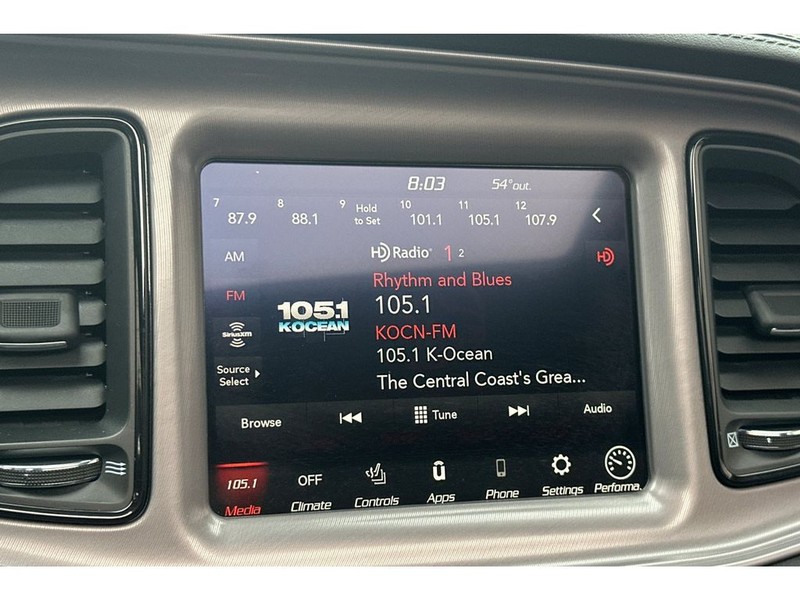 8:03 54° out.
7 8 9 10 11 12
87.9 88.1 Hold to Set 101.1 105.1 107.9
AM
HD Radio 1 2
HD
Rhythm and Blues
FM
105.1
105.1
K-OCEAN
KOCN-FM
SiriusXM
105.1 K-Ocean
Source
Select
The Central Coast's Grea...
Browse Tune Audio
105.1 OFF
Media Climate Controls Apps Phone Settings Performa.